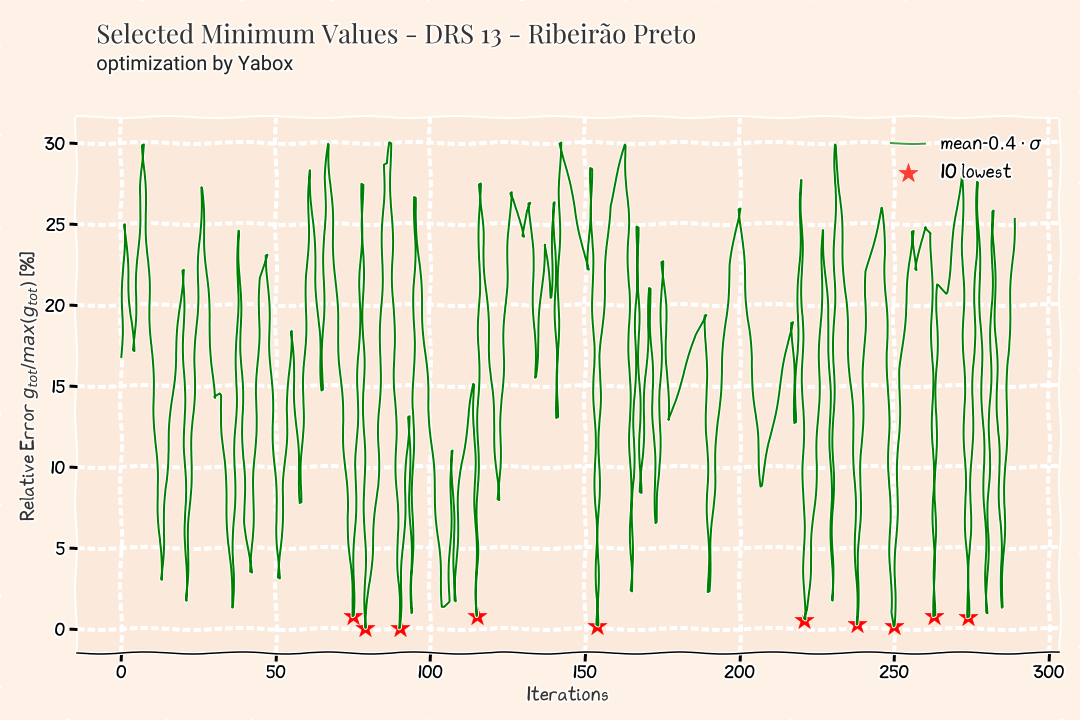 Selected Minimum Values - DRS 13 - Ribeirão Preto
optimization by Yabox
Relative Error g_tot/max(g_tot) [%]
30
25
20
15
10
5
0
mean-0.4 · σ
10 lowest
0 50 100 150 200 250 300
Iterations